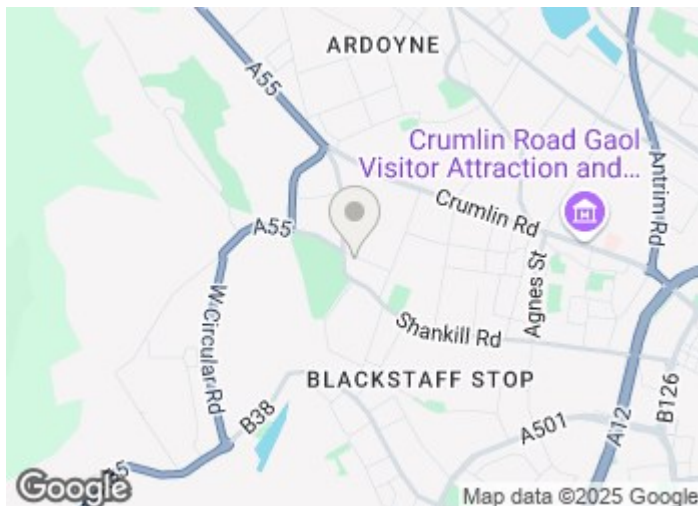 ARDOYNE
A55
Crumlin Road Gaol
Visitor Attraction and...
Antrim Rd
Crumlin Rd
A55
W Circular Rd
Agnes St
Shankill Rd
BLACKSTAFF STOP
B38
A501
A12
B126
Google
Map data ©2025 Google